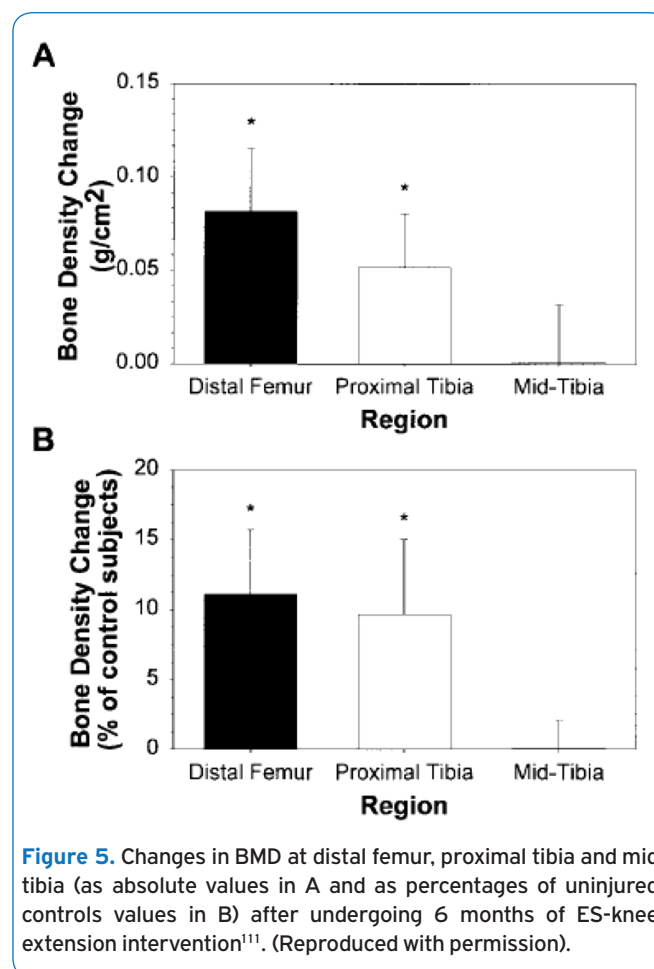 A
0.15
0.10
0.05
0.00
Bone Density Change
(g/cm²)
*
*
Distal Femur Proximal Tibia Mid-Tibia
Region
B
20
15
10
5
0
Bone Density Change
(% of control subjects)
*
*
Distal Femur Proximal Tibia Mid-Tibia
Region
Figure 5. Changes in BMD at distal femur, proximal tibia and mid
tibia (as absolute values in A and as percentages of uninjured
controls values in B) after undergoing 6 months of ES-knee
extension intervention¹¹¹. (Reproduced with permission).